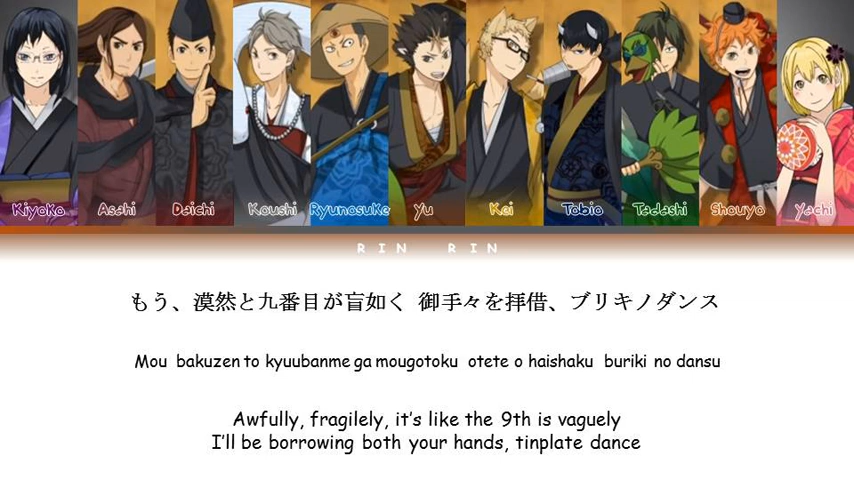 Kiyoko Asahi Daichi Koushi Ryunosuke Yu Kei Tobio Tadashi Shouyo Yachi
RIN RIN
もう、漠然と九番目が盲如く 御手々を拝借、ブリキノダンス
Mou bakuzen to kyuubanme ga mougotoku otete o haishaku buriki no dansu
Awfully, fragilely, it's like the 9th is vaguely
I'll be borrowing both your hands, tinplate dance